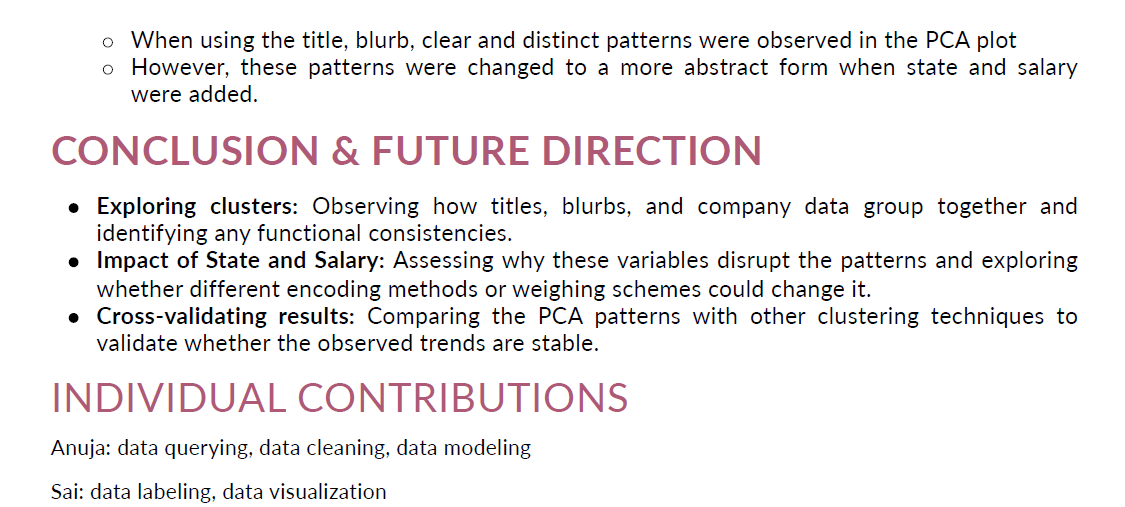 ○ When using the title, blurb, clear and distinct patterns were observed in the PCA plot
○ However, these patterns were changed to a more abstract form when state and salary
were added.
CONCLUSION & FUTURE DIRECTION
● Exploring clusters: Observing how titles, blurbs, and company data group together and
identifying any functional consistencies.
● Impact of State and Salary: Assessing why these variables disrupt the patterns and exploring
whether different encoding methods or weighing schemes could change it.
● Cross-validating results: Comparing the PCA patterns with other clustering techniques to
validate whether the observed trends are stable.
INDIVIDUAL CONTRIBUTIONS
Anuja: data querying, data cleaning, data modeling
Sai: data labeling, data visualization